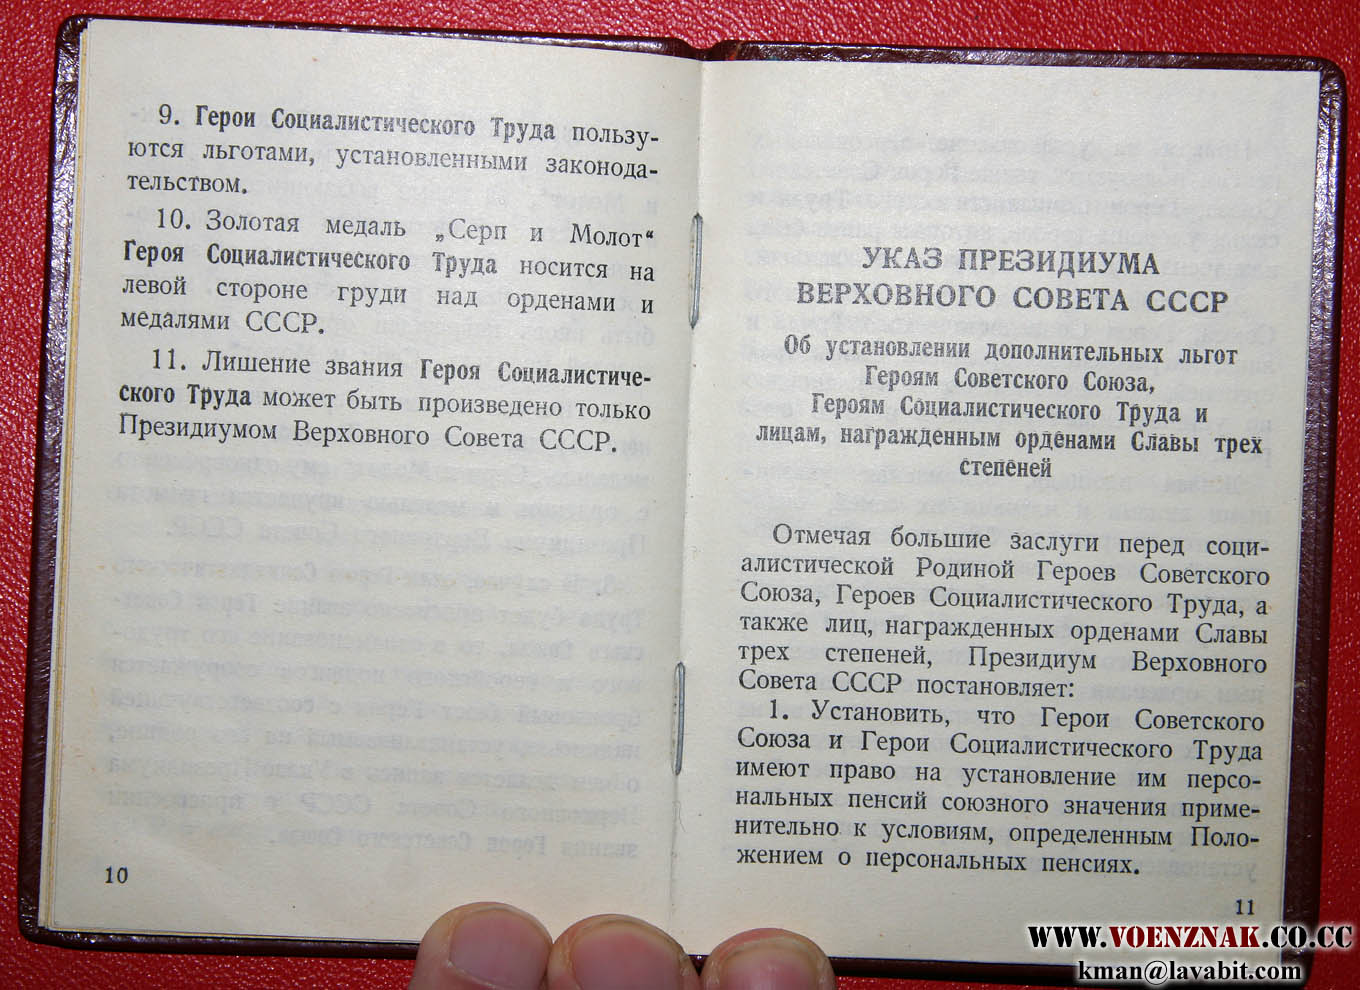 9. Герои Социалистического Труда пользу-
ются льготами, установленными законода-
тельством.
10. Золотая медаль „Серп и Молот“
Героя Социалистического Труда носится на
левой стороне груди над орденами и
медалями СССР.
11. Лишение звания Героя Социалистиче-
ского Труда может быть произведено только
Президиумом Верховного Совета СССР.
10
УКАЗ ПРЕЗИДИУМА
ВЕРХОВНОГО СОВЕТА СССР
Об установлении дополнительных льгот
Героям Советского Союза,
Героям Социалистического Труда и
лицам, награжденным орденами Славы трех
степеней
Отмечая большие заслуги перед соци-
алистической Родиной Героев Советского
Союза, Героев Социалистического Труда, а
также лиц, награжденных орденами Славы
трех степеней, Президиум Верховного
Совета СССР постановляет:
1. Установить, что Герои Советского
Союза и Герои Социалистического Труда
имеют право на установление им персо-
нальных пенсий союзного значения приме-
нительно к условиям, определенным Поло-
жением о персональных пенсиях.
11
WWW.VOENZNAK.CO.CC
kman@lavabit.com